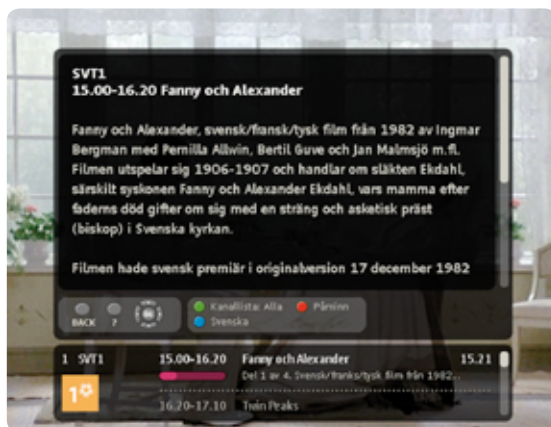 SVT1
15.00-16.20 Fanny och Alexander
Fanny och Alexander, svensk/fransk/tysk film från 1982 av Ingmar
Bergman med Pernilla Allwin, Bertil Guve och Jan Malmsjö m.fl.
Filmen utspelar sig 1906-1907 och handlar om släkten Ekdahl,
särskilt syskonen Fanny och Alexander Ekdahl, vars mamma efter
faderns död gifter om sig med en sträng och asketisk präst
(biskop) i Svenska kyrkan.
Filmen hade svensk premiär i originalversion 17 december 1982
BACK ? OK Kanallista: Alla Påminn
Svenska
1 SVT1 15.00-16.20 Fanny och Alexander 15.21
Del 1 av 4. Svensk/franks/tysk film från 1982...
1
16.20-17.10 Twin Peaks